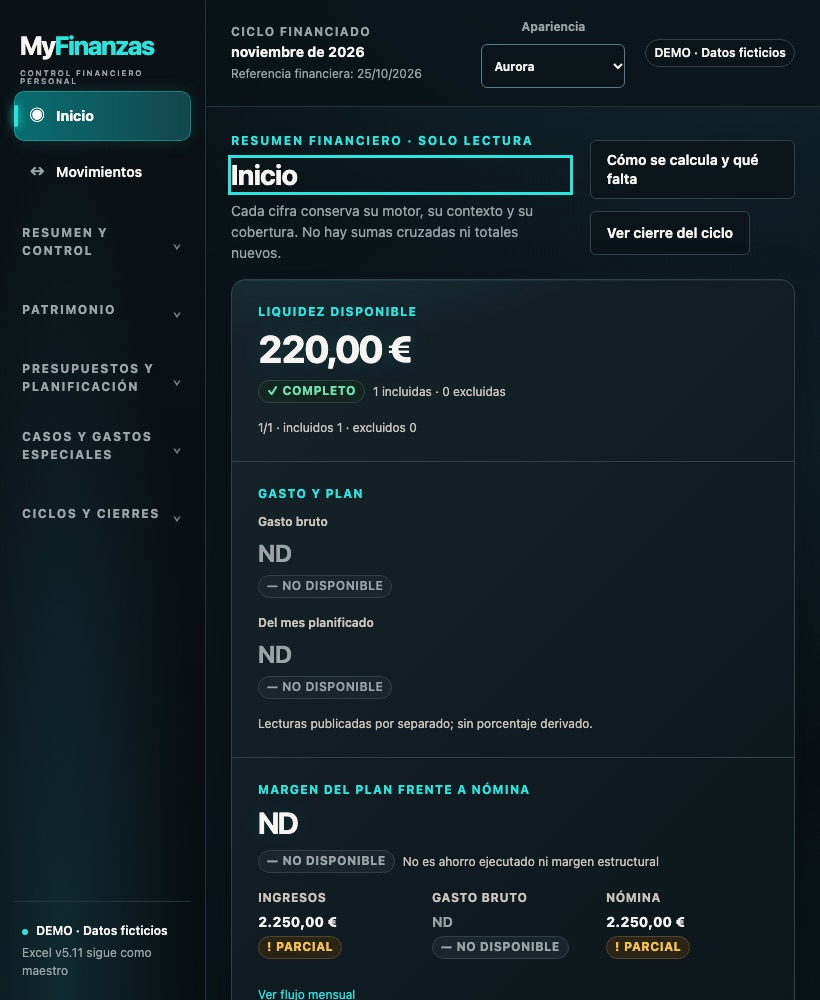 MyFinanzas
CONTROL FINANCIERO
PERSONAL
Inicio
Movimientos
RESUMEN Y
CONTROL
PATRIMONIO
PRESUPUESTOS Y
PLANIFICACIÓN
CASOS Y GASTOS
ESPECIALES
CICLOS Y CIERRES
DEMO · Datos ficticios
Excel v5.11 sigue como
maestro
CICLO FINANCIADO
noviembre de 2026
Referencia financiera: 25/10/2026
Apariencia
Aurora
DEMO · Datos ficticios
RESUMEN FINANCIERO · SOLO LECTURA
Inicio
Cada cifra conserva su motor, su contexto y su
cobertura. No hay sumas cruzadas ni totales
nuevos.
Cómo se calcula y qué
falta
Ver cierre del ciclo
LIQUIDEZ DISPONIBLE
220,00 €
✓ COMPLETO 1 incluidas · 0 excluidas
1/1 · incluidos 1 · excluidos 0
GASTO Y PLAN
Gasto bruto
ND
— NO DISPONIBLE
Del mes planificado
ND
— NO DISPONIBLE
Lecturas publicadas por separado; sin porcentaje derivado.
MARGEN DEL PLAN FRENTE A NÓMINA
ND
— NO DISPONIBLE No es ahorro ejecutado ni margen estructural
INGRESOS GASTO BRUTO NÓMINA
2.250,00 € ND 2.250,00 €
! PARCIAL — NO DISPONIBLE ! PARCIAL
Ver flujo mensual